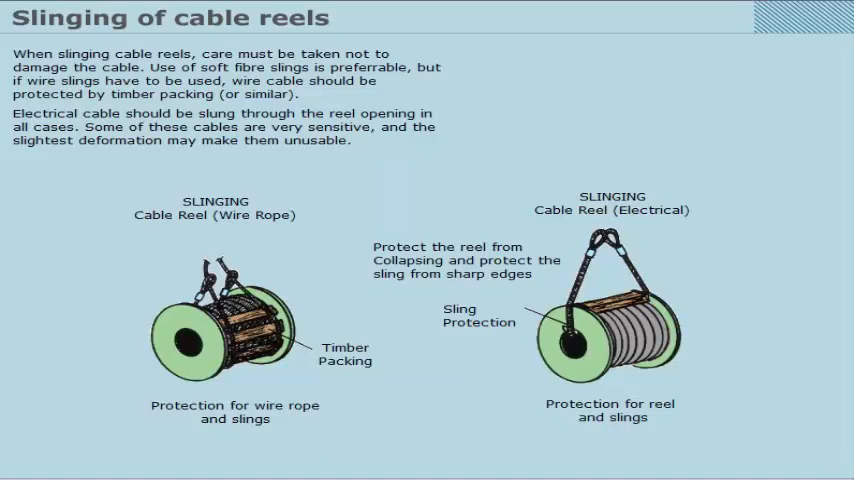 Slinging of cable reels
When slinging cable reels, care must be taken not to
damage the cable. Use of soft fibre slings is preferrable, but
if wire slings have to be used, wire cable should be
protected by timber packing (or similar).
Electrical cable should be slung through the reel opening in
all cases. Some of these cables are very sensitive, and the
slightest deformation may make them unusable.
SLINGING
Cable Reel (Wire Rope)
Timber
Packing
Protection for wire rope
and slings
SLINGING
Cable Reel (Electrical)
Protect the reel from
Collapsing and protect the
sling from sharp edges
Sling
Protection
Protection for reel
and slings